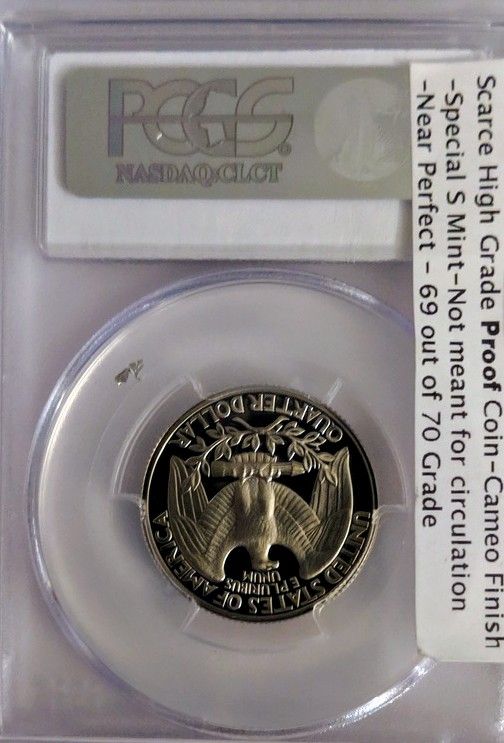 PCGS
NASDAQ:CLCT
Scarce High Grade Proof Coin-Cameo Finish
-Special S Mint-Not meant for circulation
-Near Perfect - 69 out of 70 Grade
UNITED STATES OF AMERICA
E PLURIBUS
UNUM
QUARTER DOLLAR